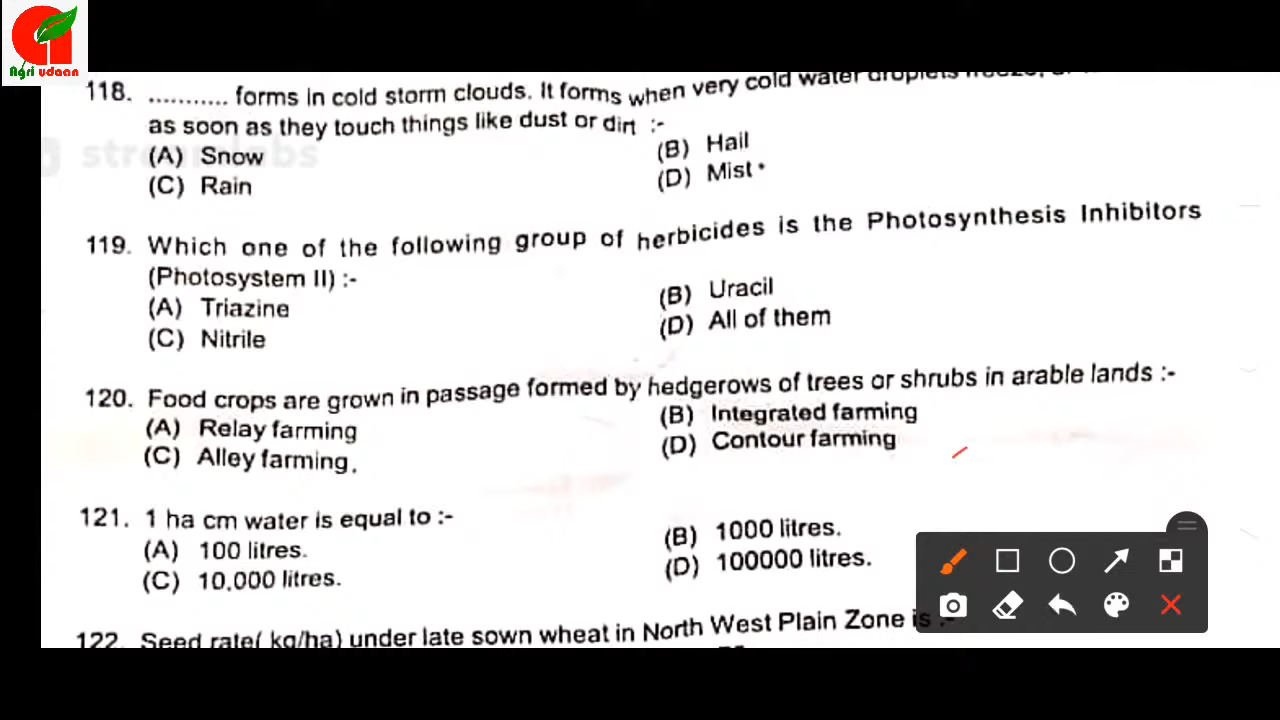 Agri udaan
streamlabs
118. ........... forms in cold storm clouds. It forms when very cold water droplets freeze,
as soon as they touch things like dust or dirt :-
(A) Snow
(B) Hail
(C) Rain
(D) Mist
119. Which one of the following group of herbicides is the Photosynthesis Inhibitors
(Photosystem II) :-
(A) Triazine
(B) Uracil
(C) Nitrile
(D) All of them
120. Food crops are grown in passage formed by hedgerows of trees or shrubs in arable lands :-
(A) Relay farming
(B) Integrated farming
(C) Alley farming.
(D) Contour farming
121. 1 ha cm water is equal to :-
(A) 100 litres.
(B) 1000 litres.
(C) 10,000 litres.
(D) 100000 litres.
122. Seed rate( kg/ha) under late sown wheat in North West Plain Zone is :-